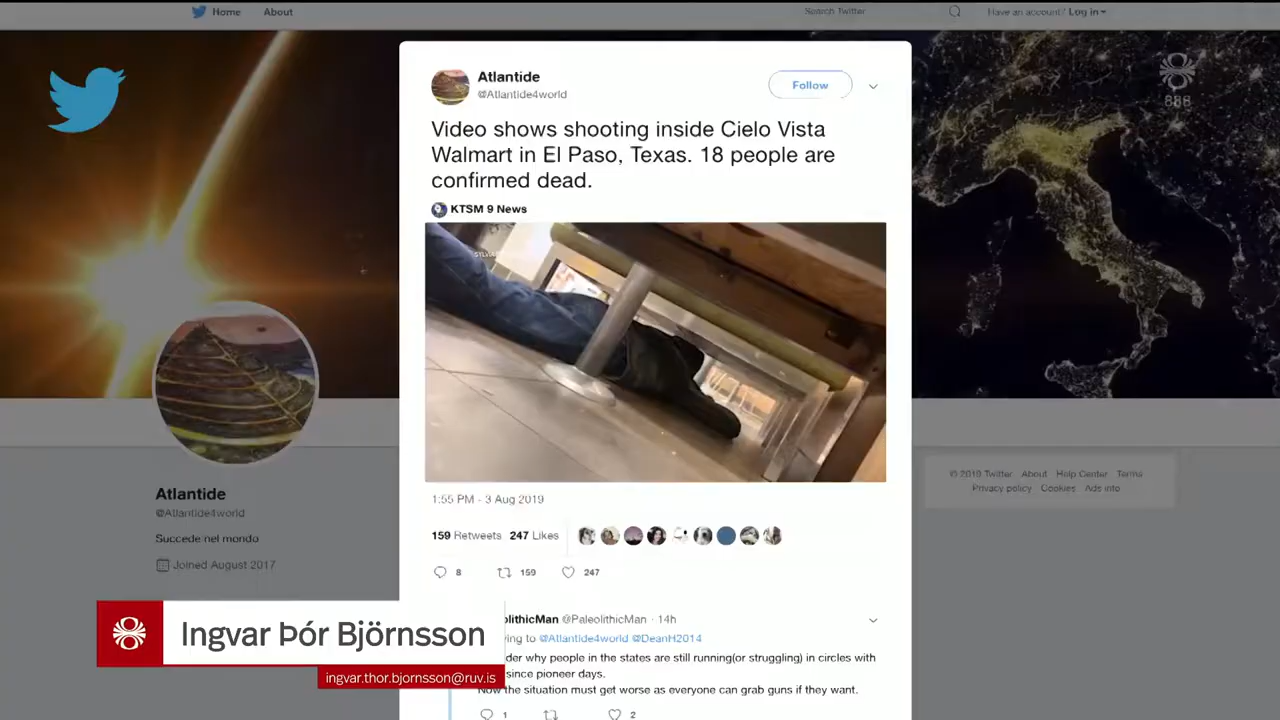 Home About Search Twitter Have an account? Log in
Atlantide
@Atlantide4world
Follow
888
Video shows shooting inside Cielo Vista
Walmart in El Paso, Texas. 18 people are
confirmed dead.
KTSM 9 News
1:55 PM - 3 Aug 2019
159 Retweets 247 Likes
8 159 247
Atlantide
@Atlantide4world
Succede nel mondo
Joined August 2017
© 2019 Twitter About Help Center Terms
Privacy policy Cookies Ads info
olithicMan @PaleolithicMan · 14h
ing to @Atlantide4world @DeanH2014
der why people in the states are still running(or struggling) in circles with
since pioneer days.
Now the situation must get worse as everyone can grab guns if they want.
1 2
Ingvar Þór Björnsson
ingvar.thor.bjornsson@ruv.is